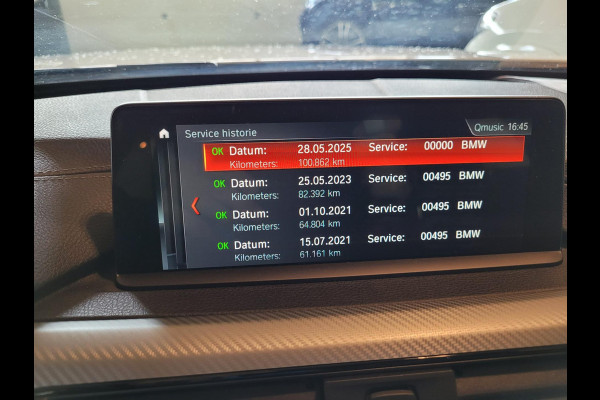 Qmusic 16:45
Service historie
OK Datum: 28.05.2025 Service: 00000 BMW
Kilometers: 100.862 km
OK Datum: 25.05.2023 Service: 00495 BMW
Kilometers: 82.392 km
OK Datum: 01.10.2021 Service: 00495 BMW
Kilometers: 64.804 km
OK Datum: 15.07.2021 Service: 00495 BMW
Kilometers: 61.161 km